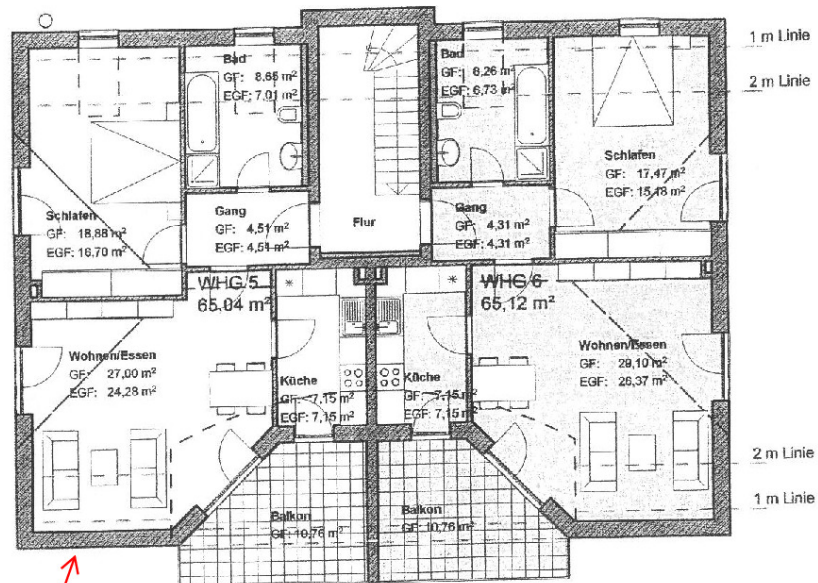 1 m Linie
2 m Linie
Bad
GF: 8,65 m²
EGF: 7,01 m²
Bad
GF: 8,26 m²
EGF: 6,73 m²
Schlafen
GF: 17,47 m²
EGF: 15,18 m²
Schlafen
GF: 18,88 m²
EGF: 16,70 m²
Gang
GF: 4,51 m²
EGF: 4,51 m²
Flur
Gang
GF: 4,31 m²
EGF: 4,31 m²
WHG 5
65,04 m²
WHG 6
65,12 m²
Wohnen/Essen
GF: 27,00 m²
EGF: 24,28 m²
Küche
GF: 7,15 m²
EGF: 7,15 m²
Küche
GF: 7,15 m²
EGF: 7,15 m²
Wohnen/Essen
GF: 29,10 m²
EGF: 26,37 m²
2 m Linie
1 m Linie
Balkon
GF: 10,76 m²
Balkon
GF: 10,76 m²